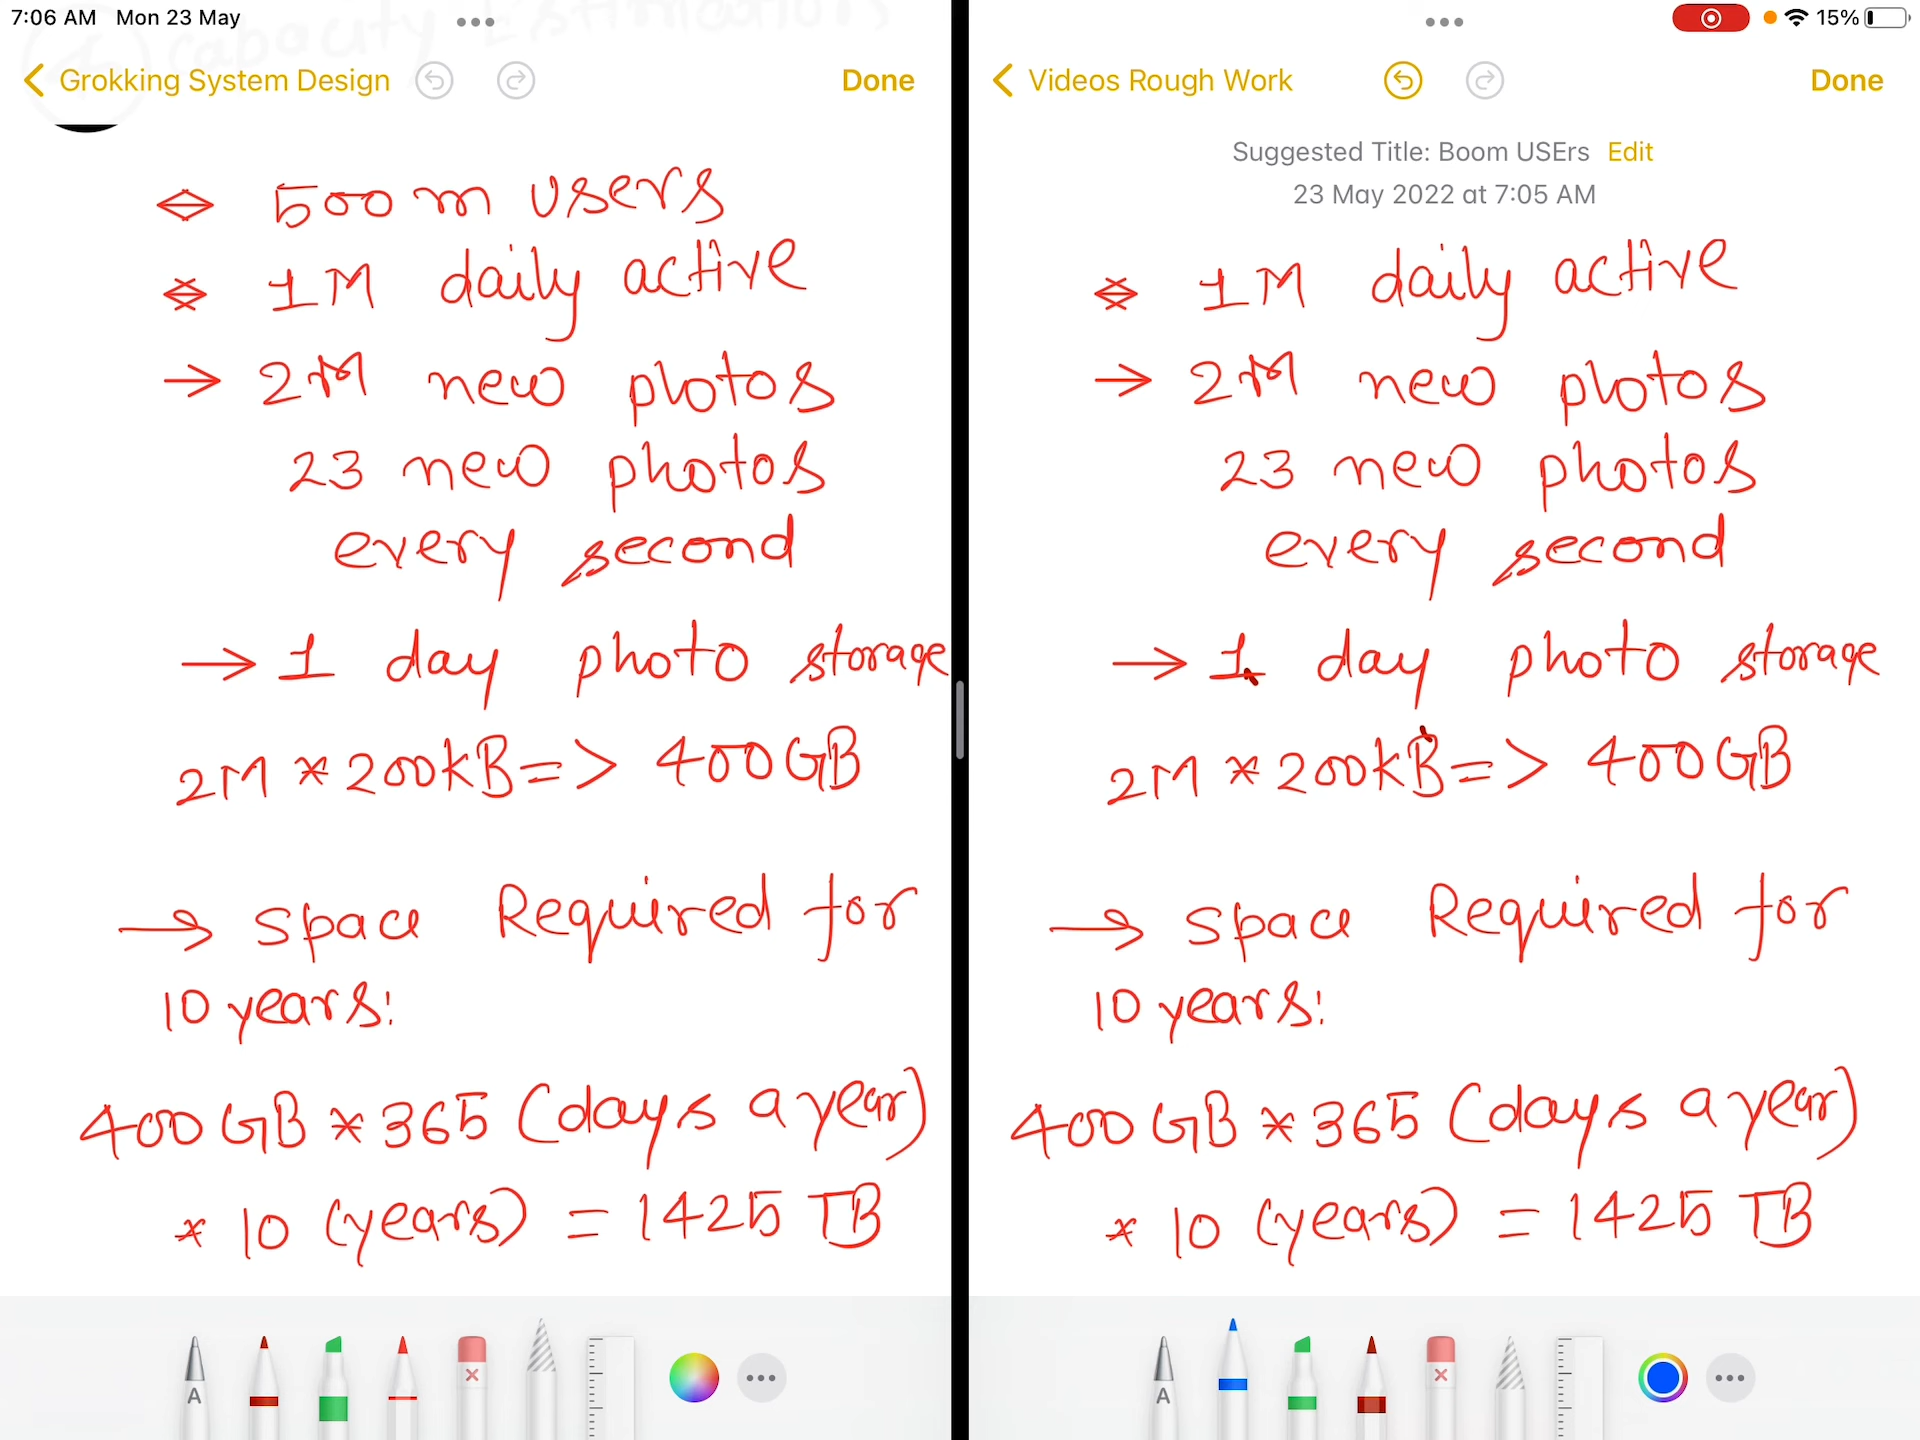 7:06 AM Mon 23 May
15%
Capacity Estimations
Grokking System Design
Done
500 m users
1M daily active
2M new photos
23 new photos
every second
→ 1 day photo storage
2M * 200KB => 400GB
→ Space Required for
10 years:
400 GB * 365 (days a year)
* 10 (years) = 1425 TB
A
Videos Rough Work
Done
Suggested Title: Boom USErs Edit
23 May 2022 at 7:05 AM
1M daily active
→ 2M new photos
23 new photos
every second
→ 1 day photo storage
2M * 200KB => 400GB
→ Space Required for
10 years:
400 GB * 365 (days a year)
* 10 (years) = 1425 TB
A